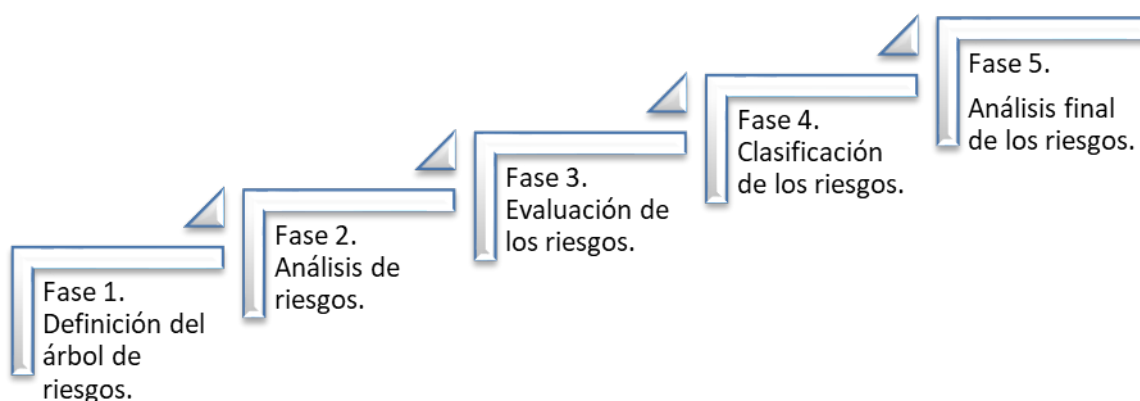 Fase 1.
Definición del
árbol de
riesgos.
Fase 2.
Análisis de
riesgos.
Fase 3.
Evaluación de
los riesgos.
Fase 4.
Clasificación
de los riesgos.
Fase 5.
Análisis final
de los riesgos.